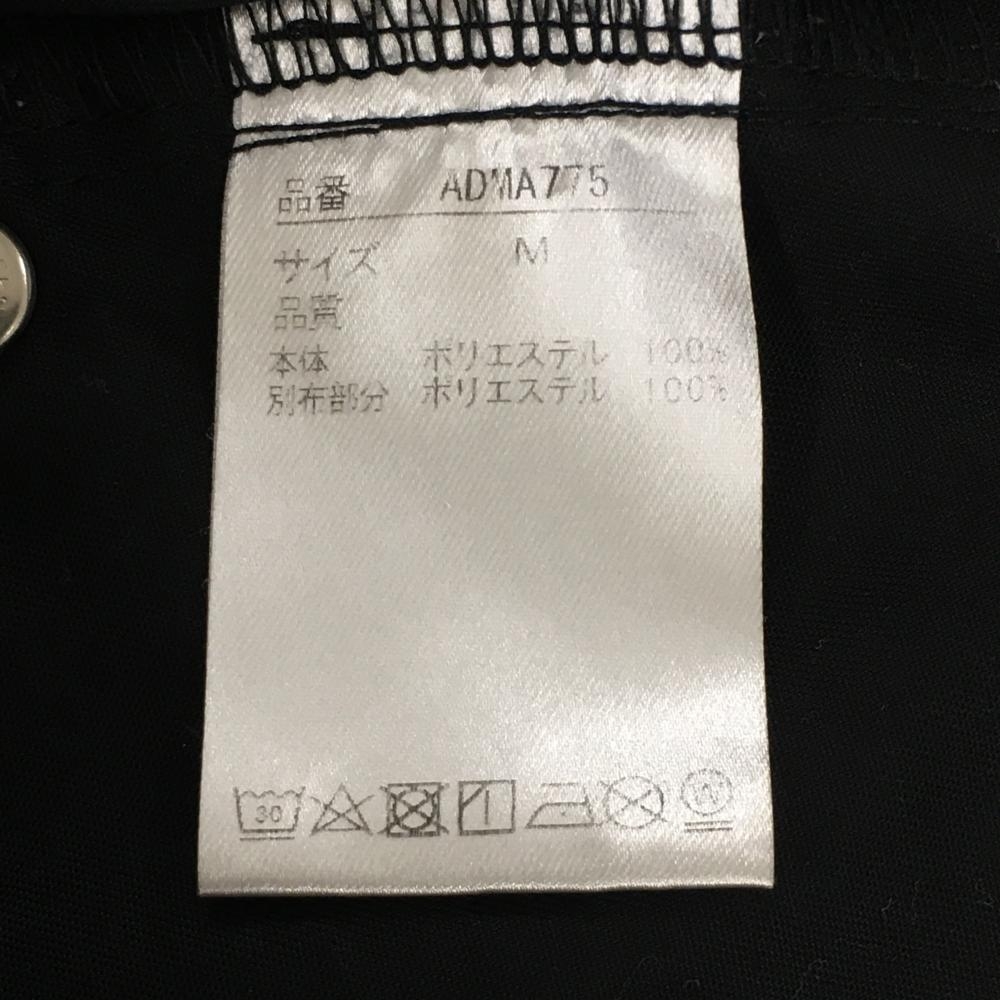 品番 ADMA775
サイズ M
品質
本体 ポリエステル 100%
別布部分 ポリエステル 100%
30 W